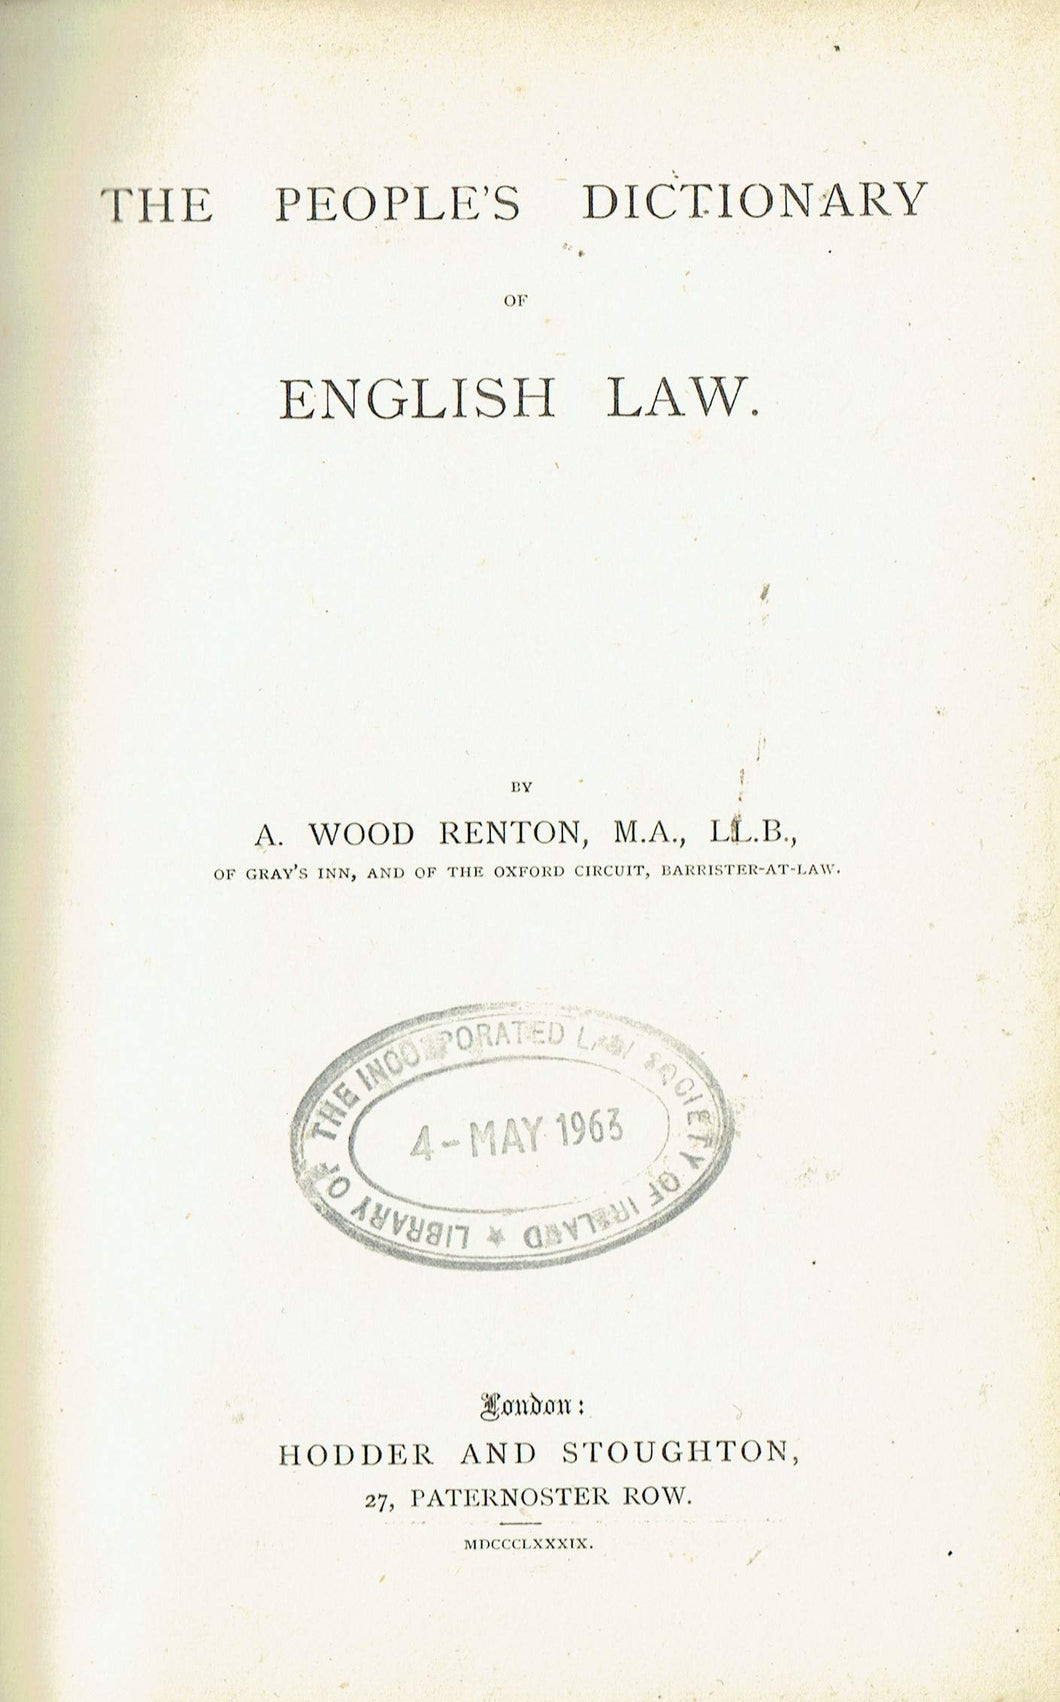 THE PEOPLE'S DICTIONARY
OF
ENGLISH LAW.
BY
A. WOOD RENTON, M.A., LL.B.,
OF GRAY'S INN, AND OF THE OXFORD CIRCUIT, BARRISTER-AT-LAW.
LIBRARY OF THE INCORPORATED LAW SOCIETY OF IRELAND ★
4-MAY 1963
London:
HODDER AND STOUGHTON,
27, PATERNOSTER ROW.
MDCCCLXXXIX.